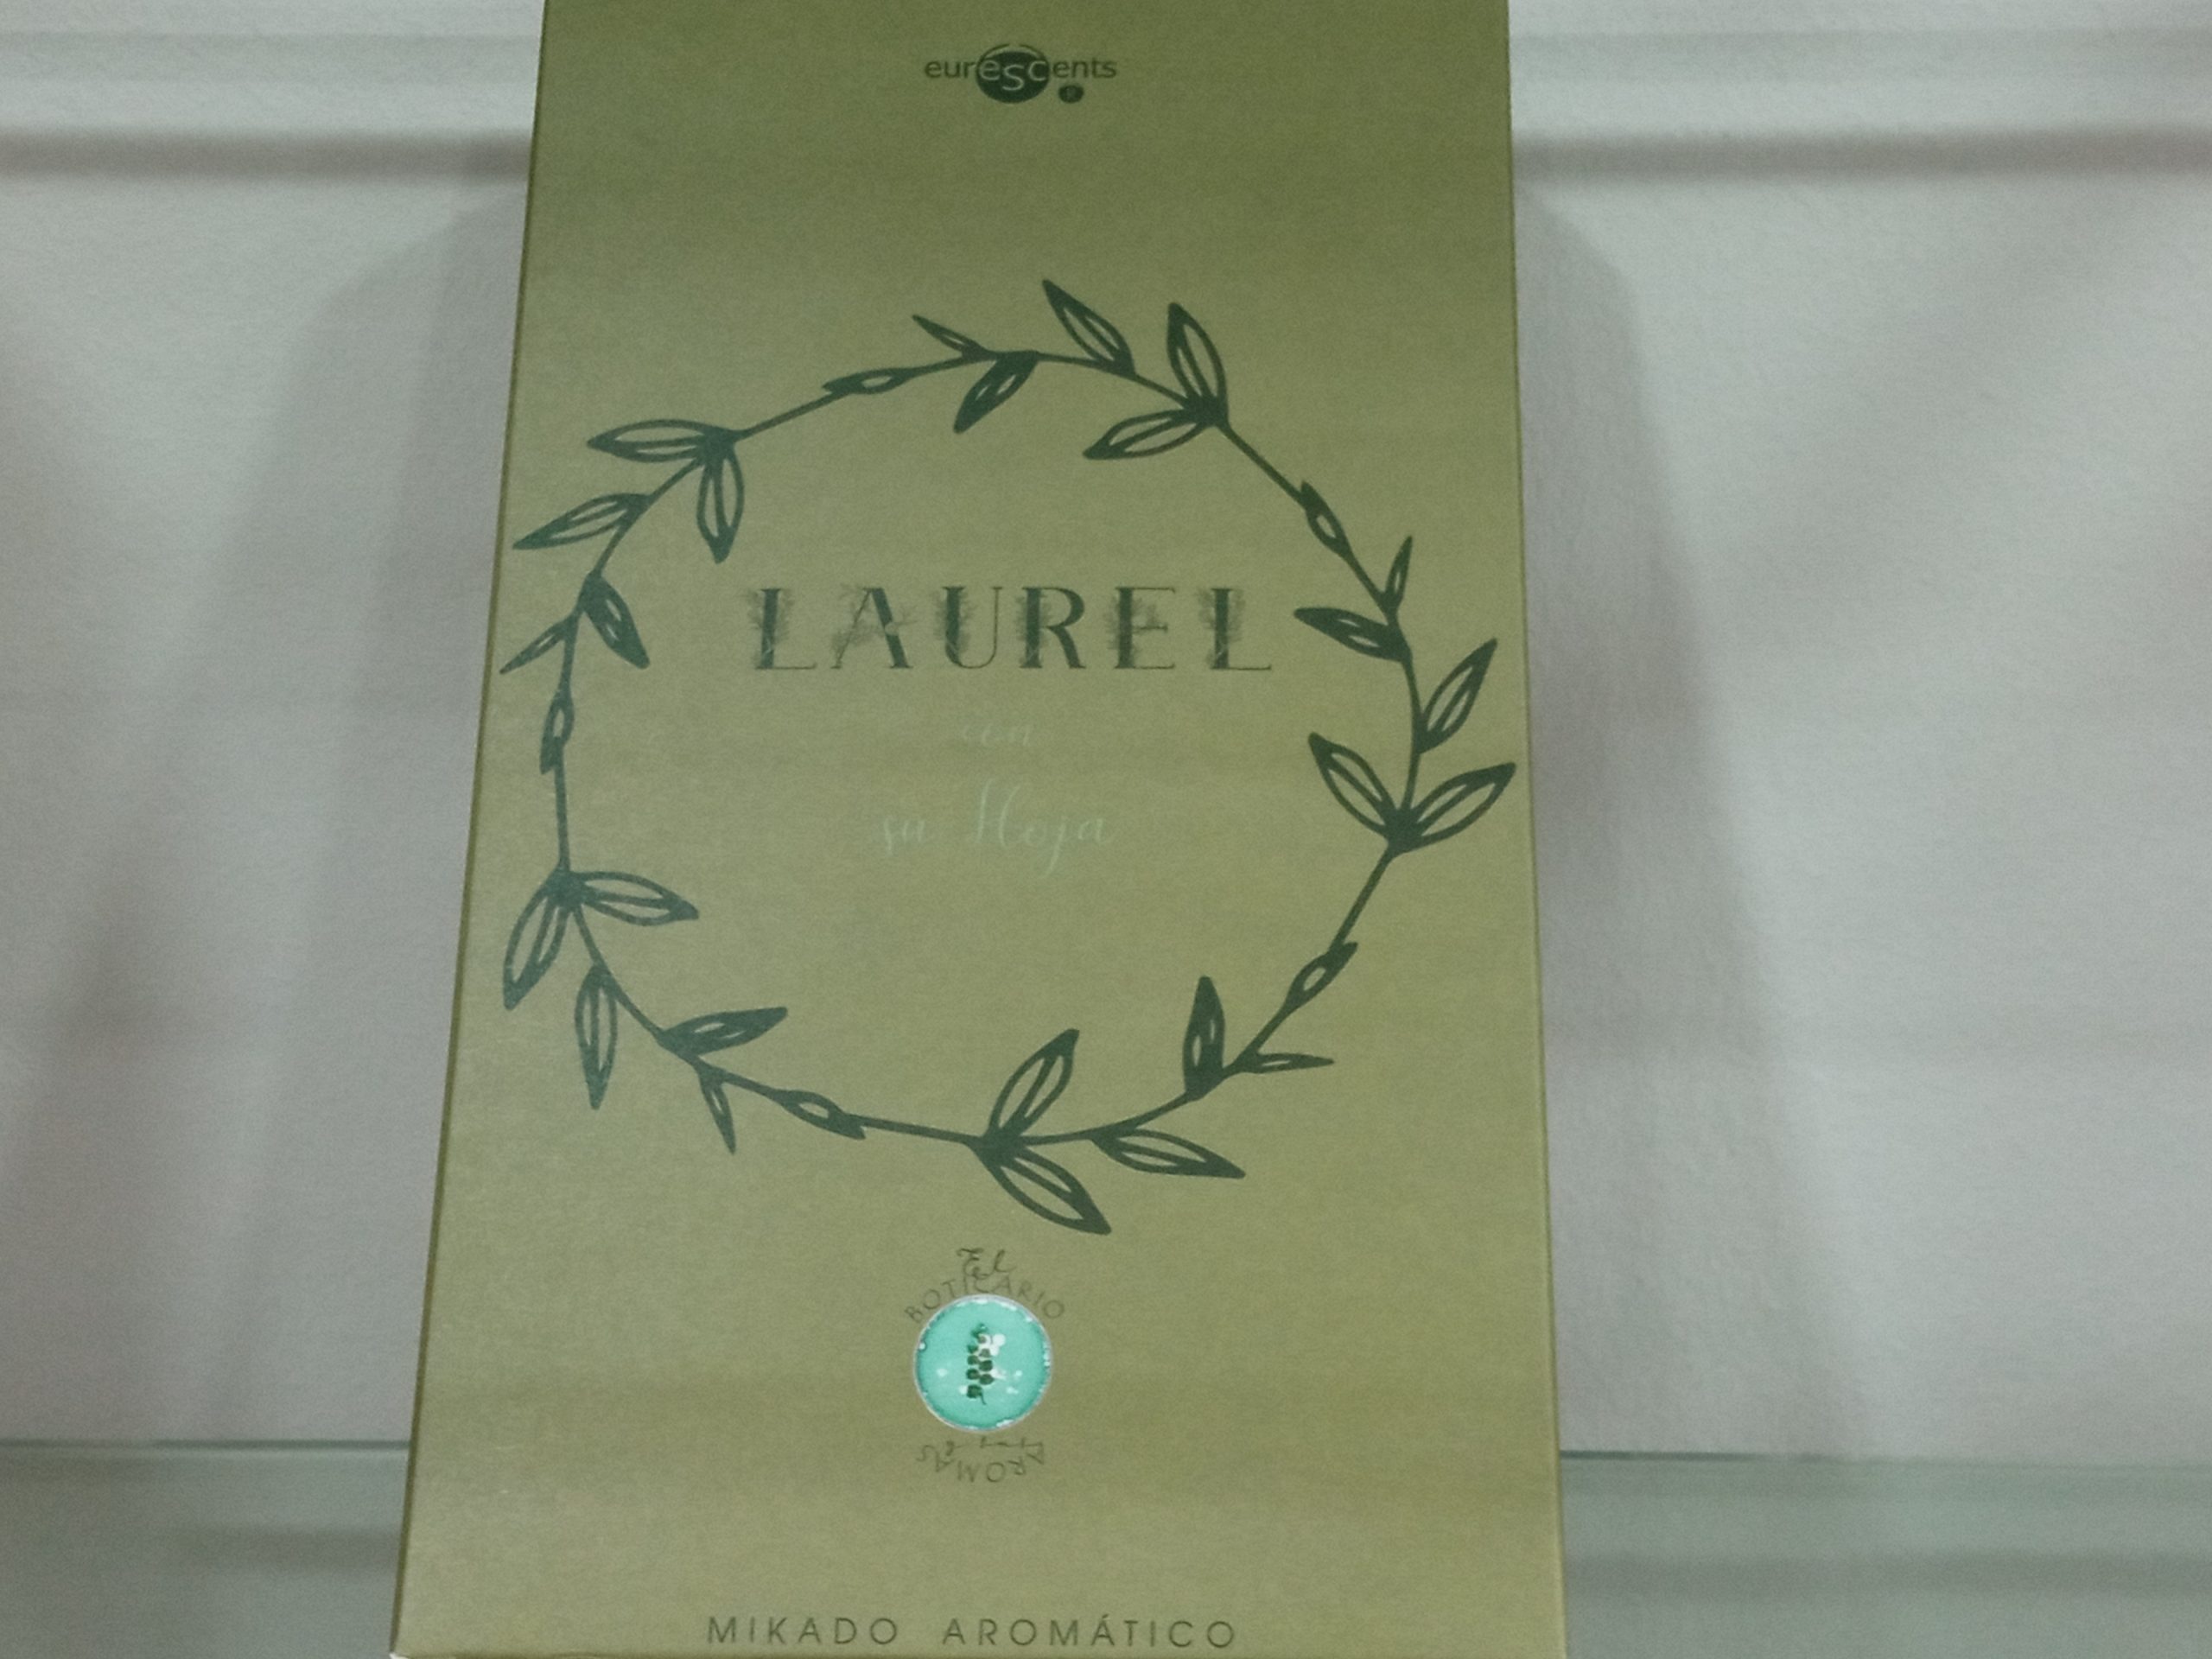 eurescents
LAUREL
con
su Hoja
El
BOTICARIO
AROMAS
MIKADO AROMÁTICO